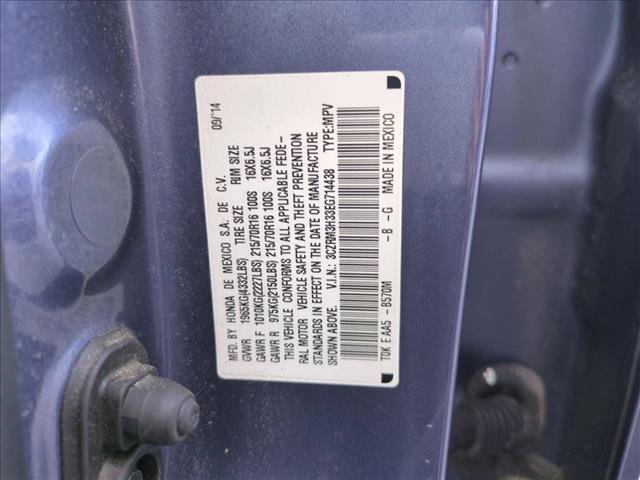 MFD. BY HONDA DE MEXICO S.A. DE C.V. 09/'14
GVWR 1965KG(4332LBS) TIRE SIZE RIM SIZE
GAWR F 1010KG(2227LBS) 215/70R16 100S 16X6.5J
GAWR R 975KG(2150LBS) 215/70R16 100S 16X6.5J
THIS VEHICLE CONFORMS TO ALL APPLICABLE FEDE-
RAL MOTOR VEHICLE SAFETY AND THEFT PREVENTION
STANDARDS IN EFFECT ON THE DATE OF MANUFACTURE
SHOWN ABOVE. V.I.N.: 3CZRM3H33EG714438 TYPE:MPV
TOK E AA5 -B570M -B -G MADE IN MEXICO